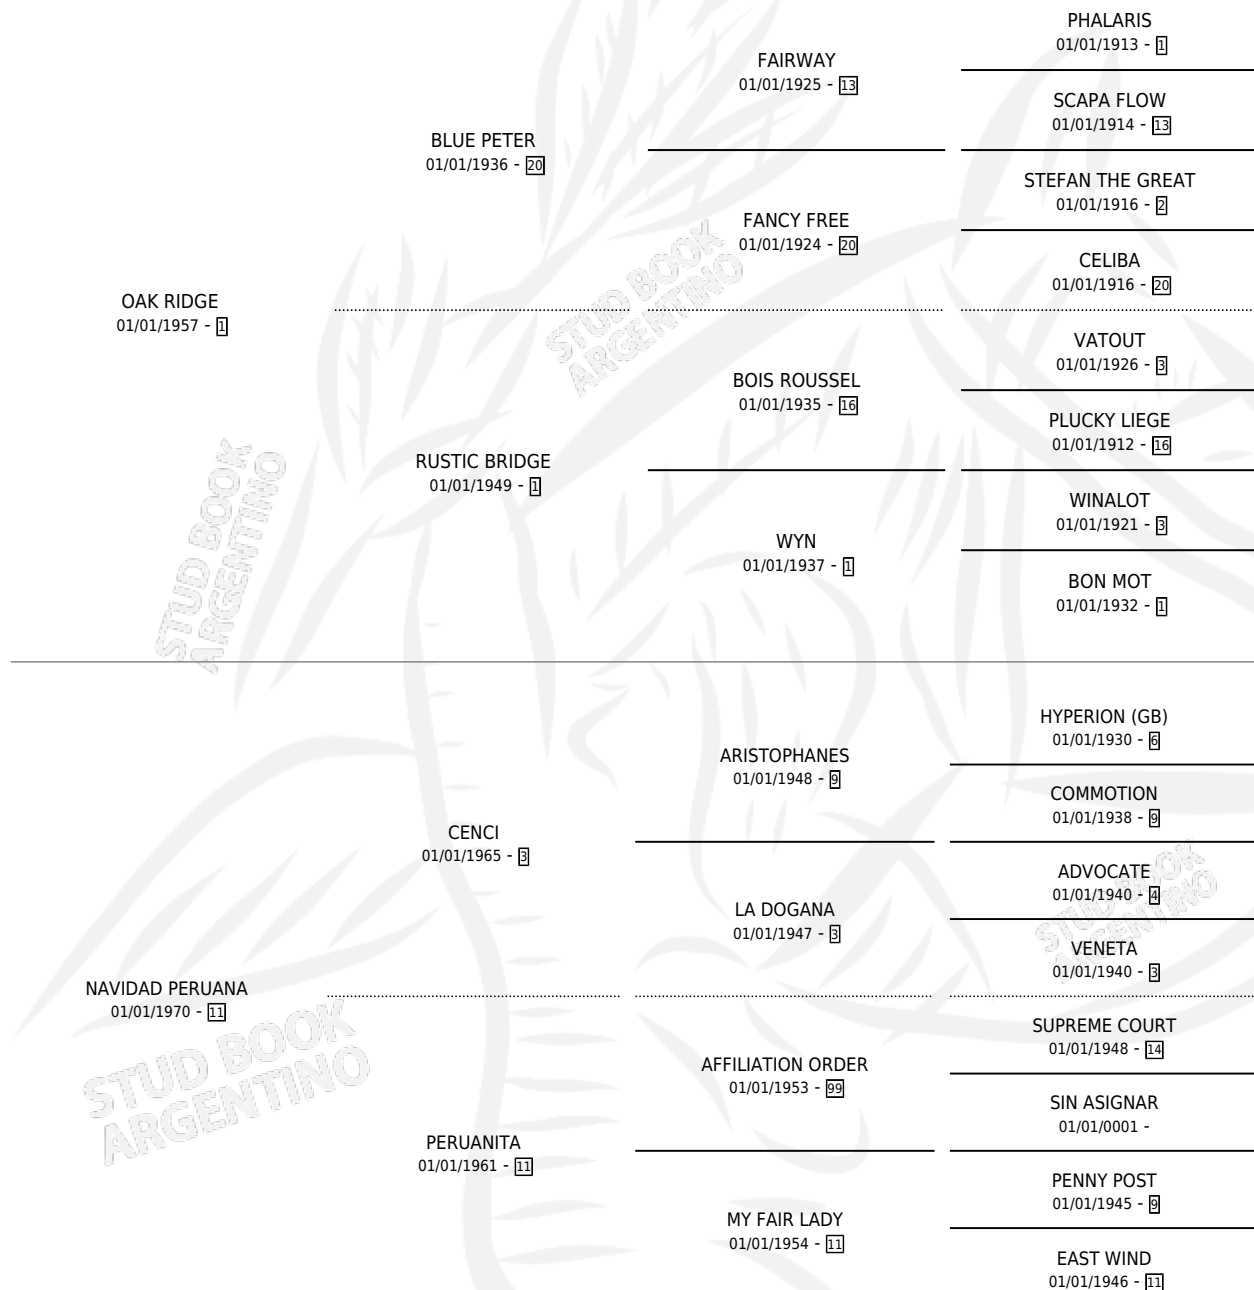 PHALARIS
01/01/1913 - 1
FAIRWAY
01/01/1925 - 13
SCAPA FLOW
01/01/1914 - 13
BLUE PETER
01/01/1936 - 20
STEFAN THE GREAT
01/01/1916 - 2
FANCY FREE
01/01/1924 - 20
CELIBA
01/01/1916 - 20
OAK RIDGE
01/01/1957 - 1
STUD BOOK
ARGENTINO
VATOUT
01/01/1926 - 3
BOIS ROUSSEL
01/01/1935 - 16
PLUCKY LIEGE
01/01/1912 - 16
RUSTIC BRIDGE
01/01/1949 - 1
WINALOT
01/01/1921 - 3
WYN
01/01/1937 - 1
BON MOT
01/01/1932 - 1
STUD BOOK
ARGENTINO
HYPERION (GB)
01/01/1930 - 6
ARISTOPHANES
01/01/1948 - 9
COMMOTION
01/01/1938 - 9
CENCI
01/01/1965 - 3
ADVOCATE
01/01/1940 - 4
LA DOGANA
01/01/1947 - 3
VENETA
01/01/1940 - 3
STUD BOOK
ARGENTINO
NAVIDAD PERUANA
01/01/1970 - 11
SUPREME COURT
01/01/1948 - 14
AFFILIATION ORDER
01/01/1953 - 99
SIN ASIGNAR
01/01/0001 -
STUD BOOK
ARGENTINO
PERUANITA
01/01/1961 - 11
PENNY POST
01/01/1945 - 9
MY FAIR LADY
01/01/1954 - 11
EAST WIND
01/01/1946 - 11